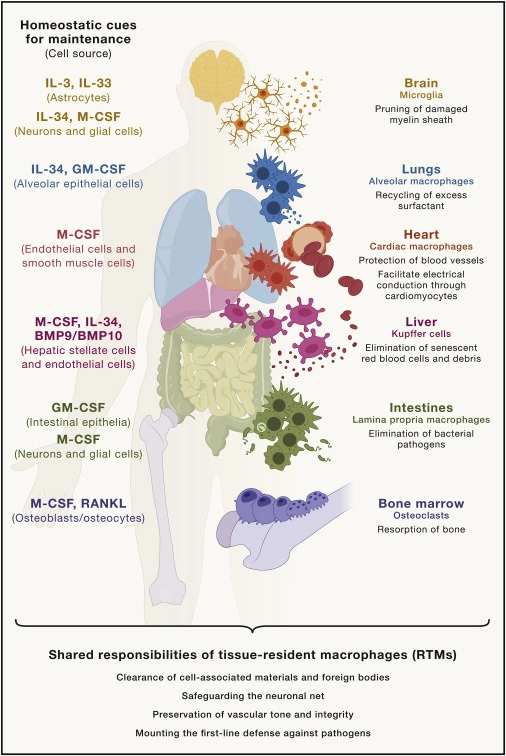 Homeostatic cues
for maintenance
(Cell source)
IL-3, IL-33
(Astrocytes)
IL-34, M-CSF
(Neurons and glial cells)
Brain
Microglia
Pruning of damaged
myelin sheath
IL-34, GM-CSF
(Alveolar epithelial cells)
Lungs
Alveolar macrophages
Recycling of excess
surfactant
M-CSF
(Endothelial cells and
smooth muscle cells)
Heart
Cardiac macrophages
Protection of blood vessels
Facilitate electrical
conduction through
cardiomyocytes
M-CSF, IL-34,
BMP9/BMP10
(Hepatic stellate cells
and endothelial cells)
Liver
Kupffer cells
Elimination of senescent
red blood cells and debris
GM-CSF
(Intestinal epithelia)
M-CSF
(Neurons and glial cells)
Intestines
Lamina propria macrophages
Elimination of bacterial
pathogens
M-CSF, RANKL
(Osteoblasts/osteocytes)
Bone marrow
Osteoclasts
Resorption of bone
Shared responsibilities of tissue-resident macrophages (RTMs)
Clearance of cell-associated materials and foreign bodies
Safeguarding the neuronal net
Preservation of vascular tone and integrity
Mounting the first-line defense against pathogens